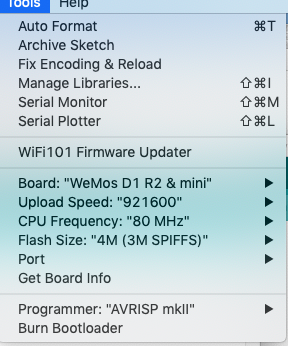 Tools Help
Auto Format ⌘T
Archive Sketch
Fix Encoding & Reload
Manage Libraries... ⇧⌘I
Serial Monitor ⇧⌘M
Serial Plotter ⇧⌘L
WiFi101 Firmware Updater
Board: "WeMos D1 R2 & mini" ▶
Upload Speed: "921600" ▶
CPU Frequency: "80 MHz" ▶
Flash Size: "4M (3M SPIFFS)" ▶
Port ▶
Get Board Info
Programmer: "AVRISP mkII" ▶
Burn Bootloader